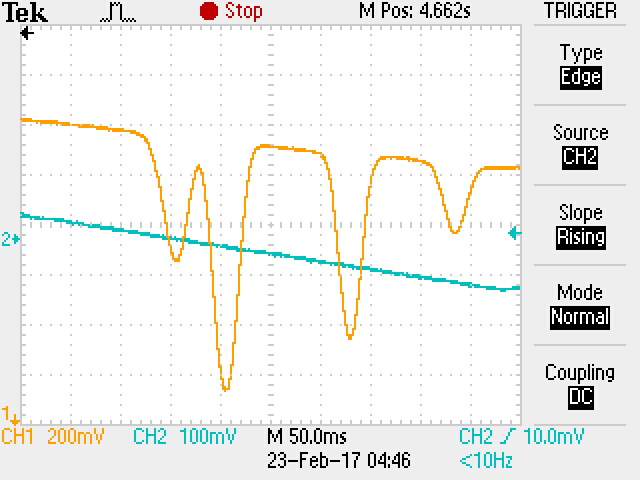 Tek Stop M Pos: 4.662s TRIGGER
Type
Edge
Source
CH2
Slope
Rising
Mode
Normal
Coupling
DC
2
1
CH1 200mV CH2 100mV M 50.0ms CH2 10.0mV
23-Feb-17 04:46 <10Hz